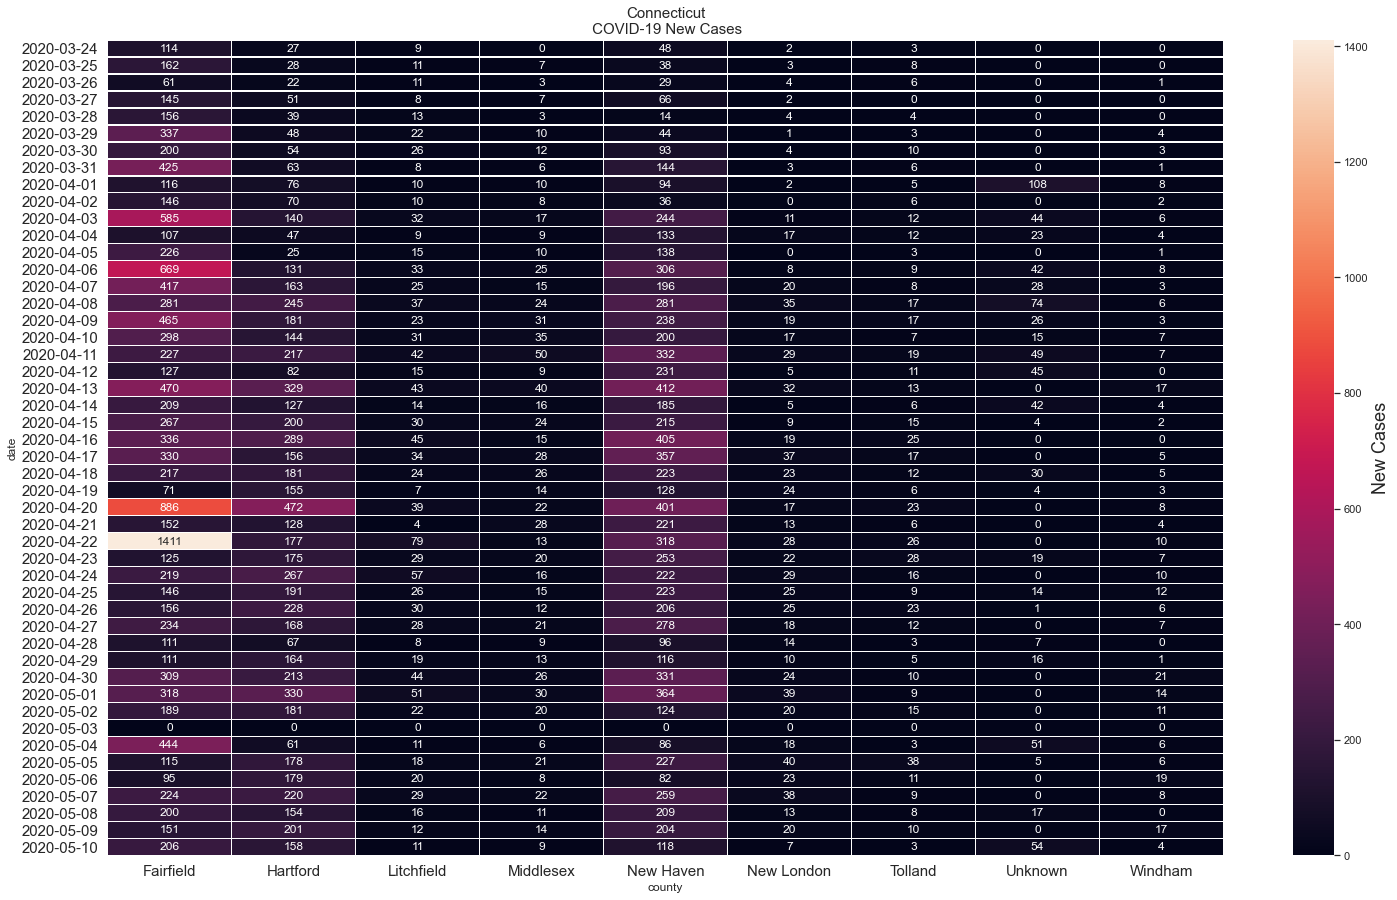 Connecticut
COVID-19 New Cases
2020-03-24 114 27 9 0 48 2 3 0 0
2020-03-25 162 28 11 7 38 3 8 0 0
2020-03-26 61 22 11 3 29 4 6 0 1
2020-03-27 145 51 8 7 66 2 0 0 0
2020-03-28 156 39 13 3 14 4 4 0 0
2020-03-29 337 48 22 10 44 1 3 0 4
2020-03-30 200 54 26 12 93 4 10 0 3
2020-03-31 425 63 8 6 144 3 6 0 1
2020-04-01 116 76 10 10 94 2 5 108 8
2020-04-02 146 70 10 8 36 0 6 0 2
2020-04-03 585 140 32 17 244 11 12 44 6
2020-04-04 107 47 9 9 133 17 12 23 4
2020-04-05 226 25 15 10 138 0 3 0 1
2020-04-06 669 131 33 25 306 8 9 42 8
2020-04-07 417 163 25 15 196 20 8 28 3
2020-04-08 281 245 37 24 281 35 17 74 6
2020-04-09 465 181 23 31 238 19 17 26 3
2020-04-10 298 144 31 35 200 17 7 15 7
2020-04-11 227 217 42 50 332 29 19 49 7
2020-04-12 127 82 15 9 231 5 11 45 0
2020-04-13 470 329 43 40 412 32 13 0 17
2020-04-14 209 127 14 16 185 5 6 42 4
2020-04-15 267 200 30 24 215 9 15 4 2
2020-04-16 336 289 45 15 405 19 25 0 0
2020-04-17 330 156 34 28 357 37 17 0 5
2020-04-18 217 181 24 26 223 23 12 30 5
2020-04-19 71 155 7 14 128 24 6 4 3
2020-04-20 886 472 39 22 401 17 23 0 8
2020-04-21 152 128 4 28 221 13 6 0 4
2020-04-22 1411 177 79 13 318 28 26 0 10
2020-04-23 125 175 29 20 253 22 28 19 7
2020-04-24 219 267 57 16 222 29 16 0 10
2020-04-25 146 191 26 15 223 25 9 14 12
2020-04-26 156 228 30 12 206 25 23 1 6
2020-04-27 234 168 28 21 278 18 12 0 7
2020-04-28 111 67 8 9 96 14 3 7 0
2020-04-29 111 164 19 13 116 10 5 16 1
2020-04-30 309 213 44 26 331 24 10 0 21
2020-05-01 318 330 51 30 364 39 9 0 14
2020-05-02 189 181 22 20 124 20 15 0 11
2020-05-03 0 0 0 0 0 0 0 0 0
2020-05-04 444 61 11 6 86 18 3 51 6
2020-05-05 115 178 18 21 227 40 38 5 6
2020-05-06 95 179 20 8 82 23 11 0 19
2020-05-07 224 220 29 22 259 38 9 0 8
2020-05-08 200 154 16 11 209 13 8 17 0
2020-05-09 151 201 12 14 204 20 10 0 17
2020-05-10 206 158 11 9 118 7 3 54 4
Fairfield Hartford Litchfield Middlesex New Haven New London Tolland Unknown Windham
county
date
1400
1200
1000
800
600
400
200
0
New Cases